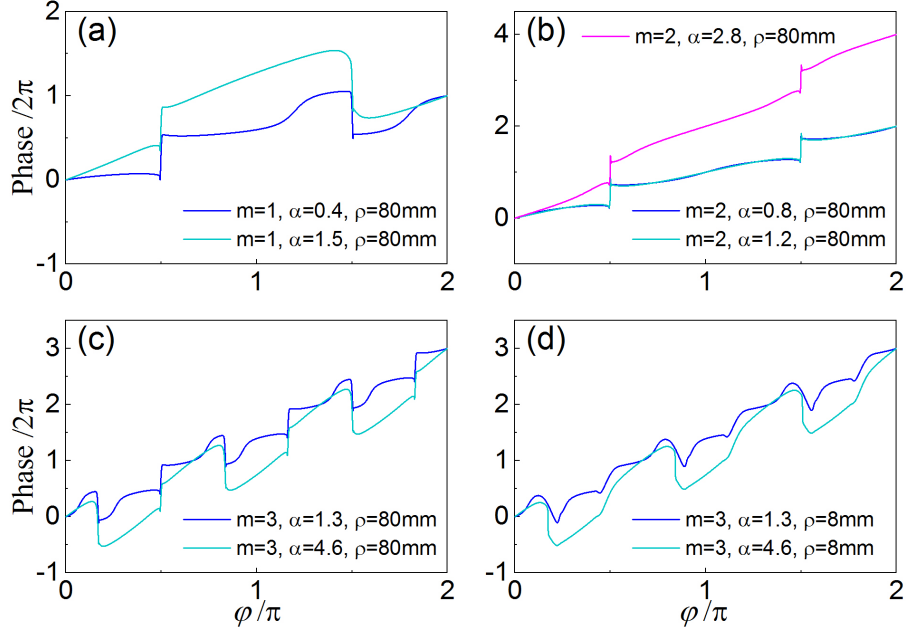 (a)
2
1
0
-1
Phase /2π
0
1
2
m=1, α=0.4, ρ=80mm
m=1, α=1.5, ρ=80mm
(b)
4
2
0
0
1
2
m=2, α=2.8, ρ=80mm
m=2, α=0.8, ρ=80mm
m=2, α=1.2, ρ=80mm
(c)
3
2
1
0
-1
Phase /2π
0
1
2
φ/π
m=3, α=1.3, ρ=80mm
m=3, α=4.6, ρ=80mm
(d)
3
2
1
0
-1
0
1
2
φ/π
m=3, α=1.3, ρ=8mm
m=3, α=4.6, ρ=8mm